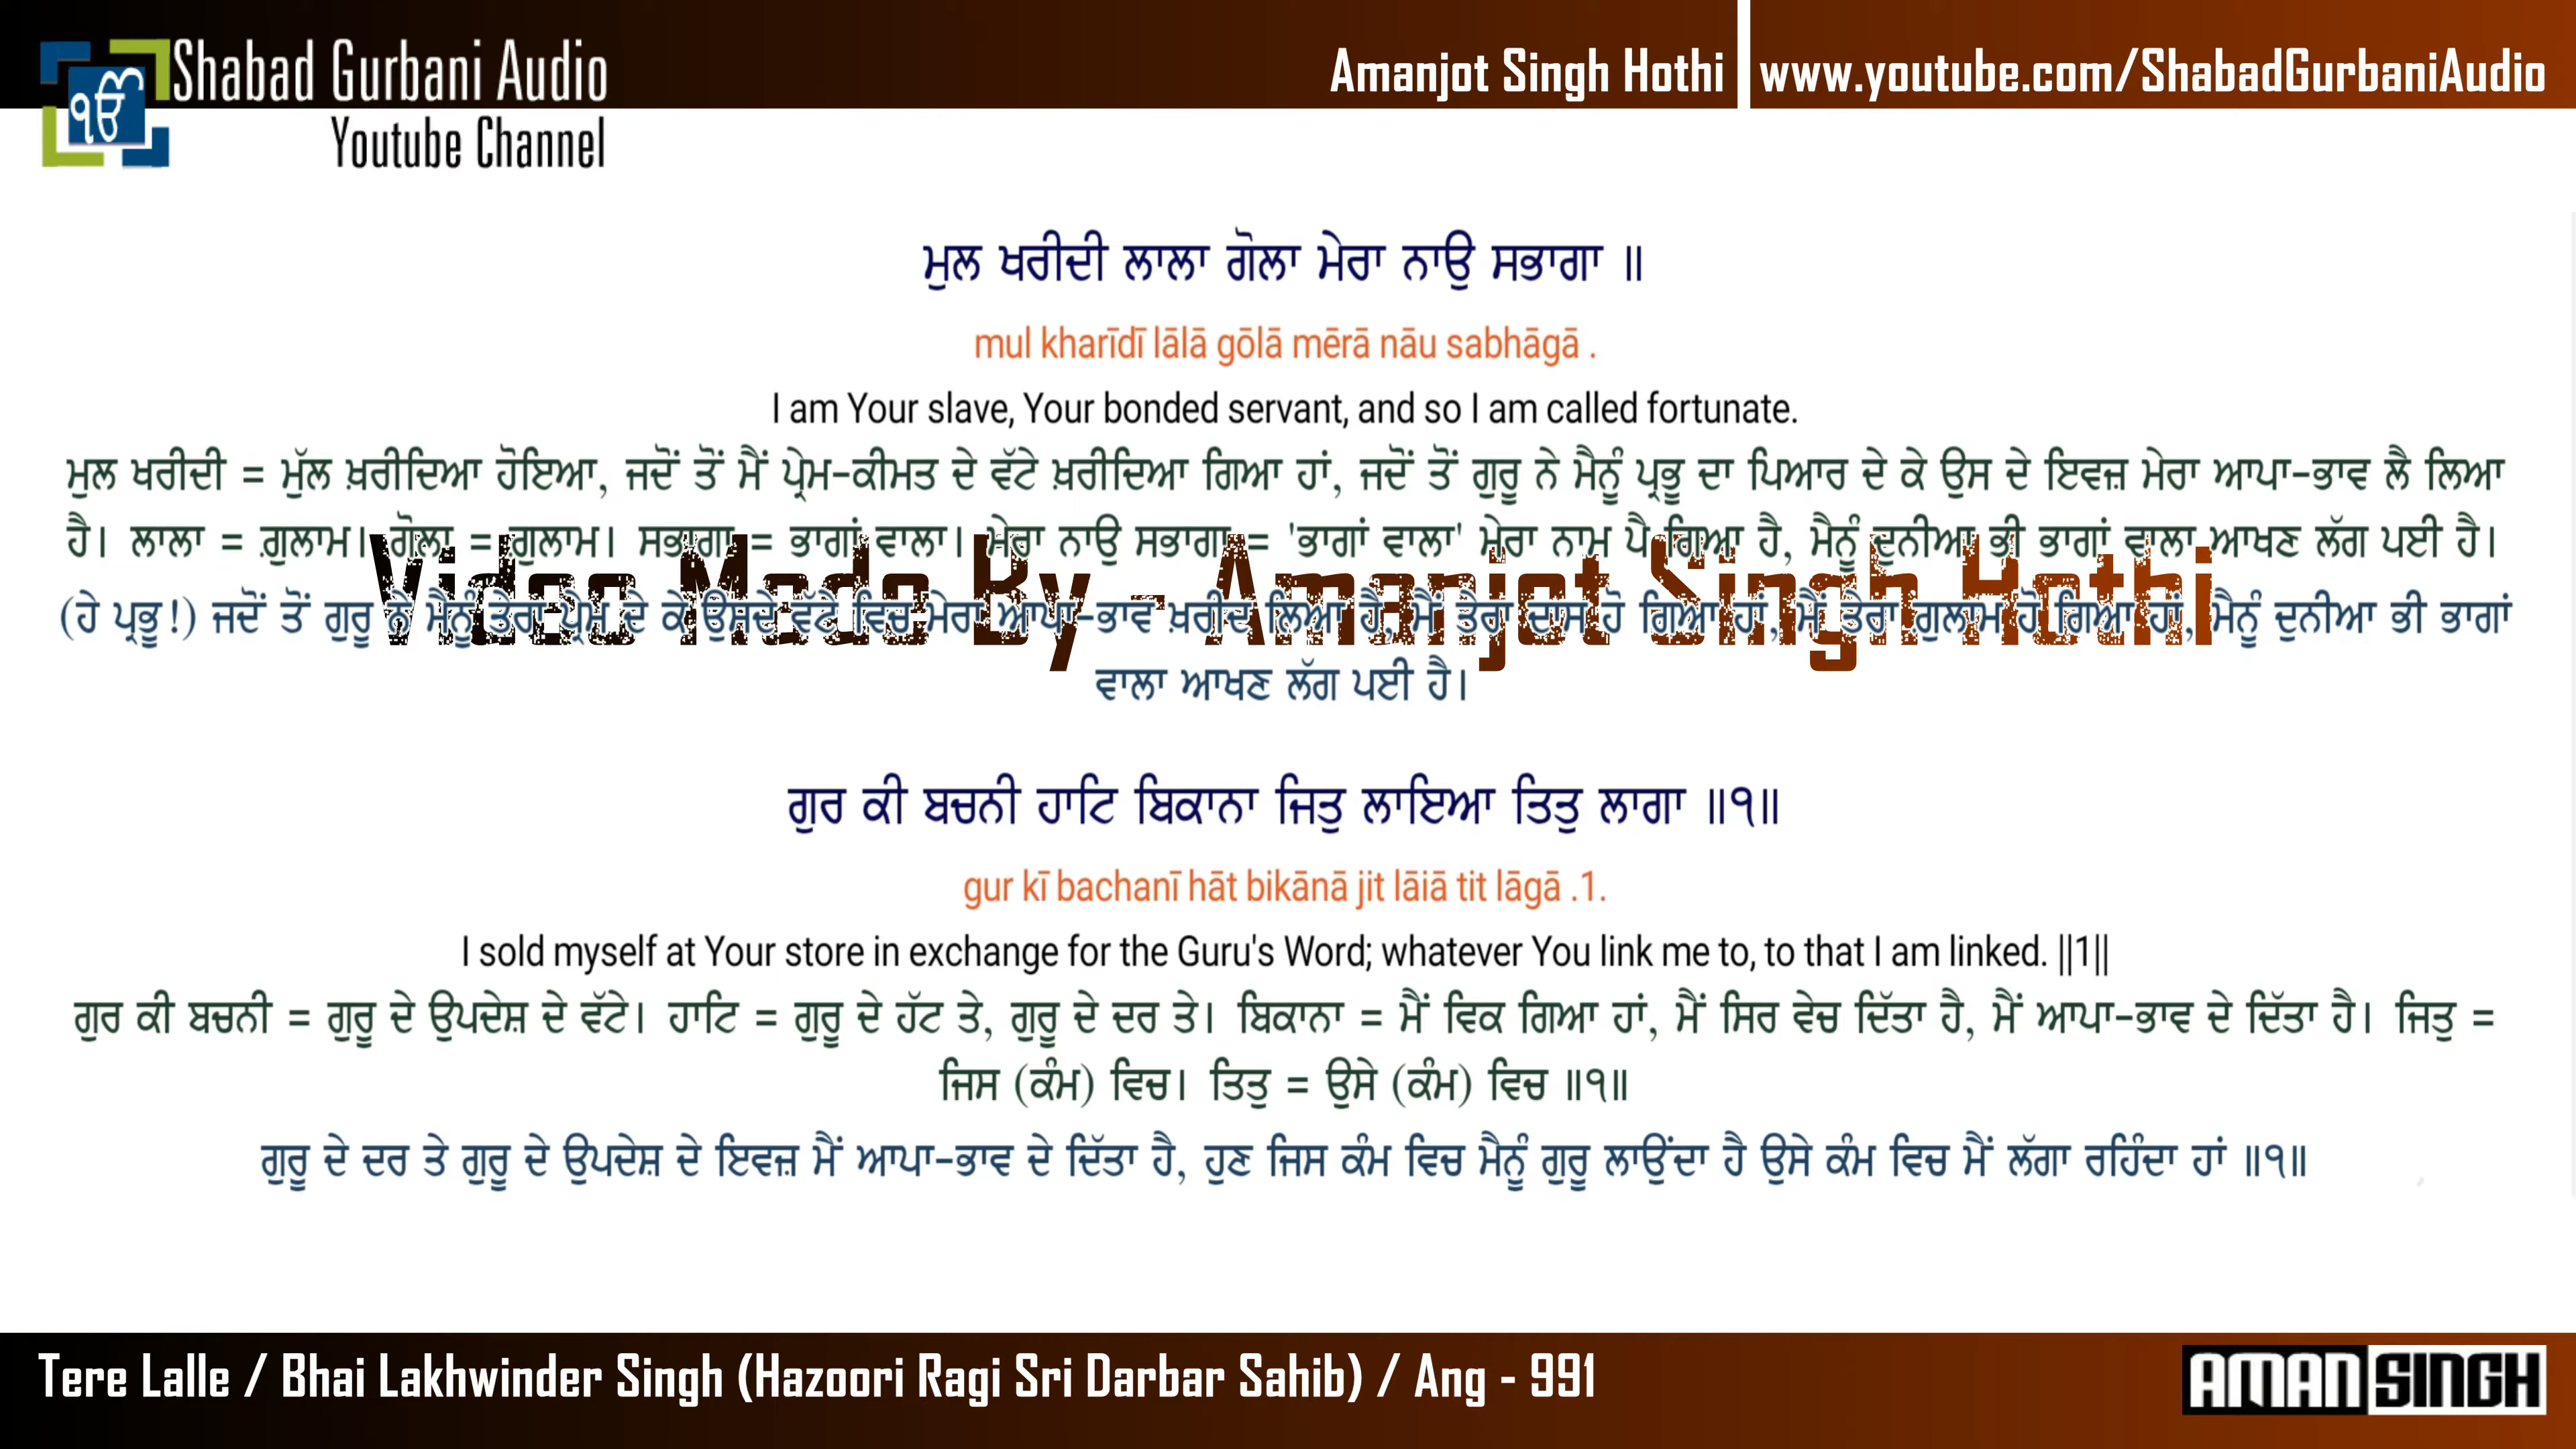 Shabad Gurbani Audio
Youtube Channel
Amanjot Singh Hothi
www.youtube.com/ShabadGurbaniAudio
ੴ
ਮੁਲ ਖਰੀਦੀ ਲਾਲਾ ਗੋਲਾ ਮੇਰਾ ਨਾਉ ਸਭਾਗਾ ॥
mul kharīdī lālā gōlā mērā nāu sabhāgā .
I am Your slave, Your bonded servant, and so I am called fortunate.
ਮੁਲ ਖਰੀਦੀ = ਮੁੱਲ ਖ਼ਰੀਦਿਆ ਹੋਇਆ, ਜਦੋਂ ਤੋਂ ਮੈਂ ਪ੍ਰੇਮ-ਕੀਮਤ ਦੇ ਵੱਟੇ ਖ਼ਰੀਦਿਆ ਗਿਆ ਹਾਂ, ਜਦੋਂ ਤੋਂ ਗੁਰੂ ਨੇ ਮੈਨੂੰ ਪ੍ਰਭੂ ਦਾ ਪਿਆਰ ਦੇ ਕੇ ਉਸ ਦੇ ਇਵਜ਼ ਮੇਰਾ ਆਪਾ-ਭਾਵ ਲੈ ਲਿਆ
ਹੈ। ਲਾਲਾ = ਗ਼ੁਲਾਮ। ਗੋਲਾ = ਗ਼ੁਲਾਮ। ਸਭਾਗਾ = ਭਾਗਾਂ ਵਾਲਾ। ਮੇਰਾ ਨਾਉ ਸਭਾਗਾ = 'ਭਾਗਾਂ ਵਾਲਾ' ਮੇਰਾ ਨਾਮ ਪੈ ਗਿਆ ਹੈ, ਮੈਨੂੰ ਦੁਨੀਆ ਭੀ ਭਾਗਾਂ ਵਾਲਾ ਆਖਣ ਲੱਗ ਪਈ ਹੈ।
Video Made By - Amanjot Singh Hothi
(ਹੇ ਪ੍ਰਭੂ!) ਜਦੋਂ ਤੋਂ ਗੁਰੂ ਨੇ ਮੈਨੂੰ ਤੇਰਾ ਪ੍ਰੇਮ ਦੇ ਕੇ ਉਸਦੇ ਵੱਟੇ ਵਿਚ ਮੇਰਾ ਆਪਾ-ਭਾਵ ਖ਼ਰੀਦ ਲਿਆ ਹੈ, ਮੈਂ ਤੇਰਾ ਦਾਸ ਹੋ ਗਿਆ ਹਾਂ, ਮੈਂ ਤੇਰਾ ਗ਼ੁਲਾਮ ਹੋ ਗਿਆ ਹਾਂ, ਮੈਨੂੰ ਦੁਨੀਆ ਭੀ ਭਾਗਾਂ
ਵਾਲਾ ਆਖਣ ਲੱਗ ਪਈ ਹੈ।
ਗੁਰ ਕੀ ਬਚਨੀ ਹਾਟਿ ਬਿਕਾਨਾ ਜਿਤੁ ਲਾਇਆ ਤਿਤੁ ਲਾਗਾ ॥੧॥
gur kī bachanī hāt bikānā jit lāiā tit lāgā .1.
I sold myself at Your store in exchange for the Guru's Word; whatever You link me to, to that I am linked. ||1||
ਗੁਰ ਕੀ ਬਚਨੀ = ਗੁਰੂ ਦੇ ਉਪਦੇਸ਼ ਦੇ ਵੱਟੇ। ਹਾਟਿ = ਗੁਰੂ ਦੇ ਹੱਟ ਤੇ, ਗੁਰੂ ਦੇ ਦਰ ਤੇ। ਬਿਕਾਨਾ = ਮੈਂ ਵਿਕ ਗਿਆ ਹਾਂ, ਮੈਂ ਸਿਰ ਵੇਚ ਦਿੱਤਾ ਹੈ, ਮੈਂ ਆਪਾ-ਭਾਵ ਦੇ ਦਿੱਤਾ ਹੈ। ਜਿਤੁ =
ਜਿਸ (ਕੰਮ) ਵਿਚ। ਤਿਤੁ = ਉਸੇ (ਕੰਮ) ਵਿਚ ॥੧॥
ਗੁਰੂ ਦੇ ਦਰ ਤੇ ਗੁਰੂ ਦੇ ਉਪਦੇਸ਼ ਦੇ ਇਵਜ਼ ਮੈਂ ਆਪਾ-ਭਾਵ ਦੇ ਦਿੱਤਾ ਹੈ, ਹੁਣ ਜਿਸ ਕੰਮ ਵਿਚ ਮੈਨੂੰ ਗੁਰੂ ਲਾਉਂਦਾ ਹੈ ਉਸੇ ਕੰਮ ਵਿਚ ਮੈਂ ਲੱਗਾ ਰਹਿੰਦਾ ਹਾਂ ॥੧॥
Tere Lalle / Bhai Lakhwinder Singh (Hazoori Ragi Sri Darbar Sahib) / Ang - 991
AMAN SINGH